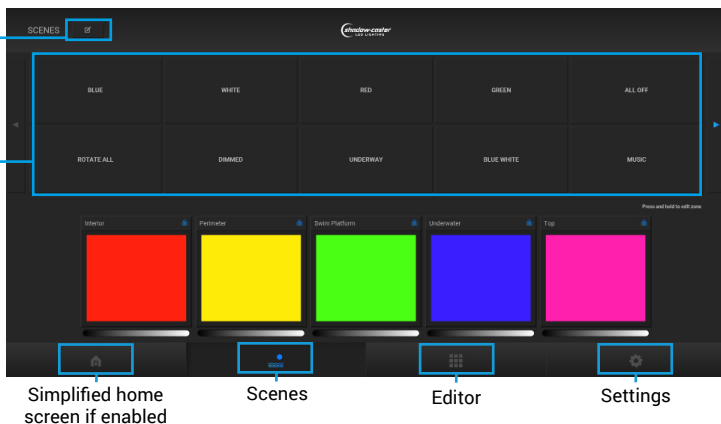 SCENES
shadow-caster
LED LIGHTING
BLUE WHITE RED GREEN ALL OFF
ROTATE ALL DIMMED UNDERWAY BLUE WHITE MUSIC
Press and hold to edit zone
Interior Perimeter Swim Platform Underwater Top
Simplified home
screen if enabled
Scenes
Editor
Settings